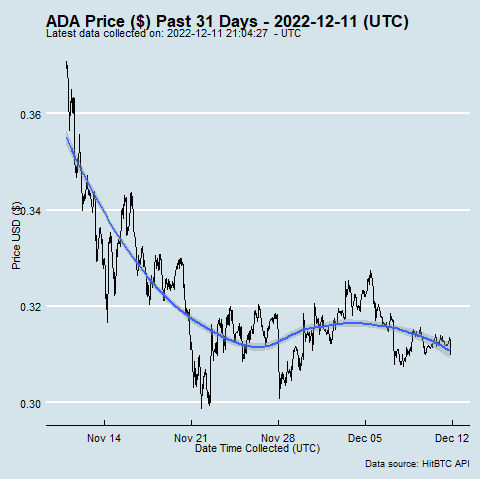 ADA Price ($) Past 31 Days - 2022-12-11 (UTC)
Latest data collected on: 2022-12-11 21:04:27 - UTC
Price USD ($)
0.36
0.34
0.32
0.30
Nov 14 Nov 21 Nov 28 Dec 05 Dec 12
Date Time Collected (UTC)
Data source: HitBTC API